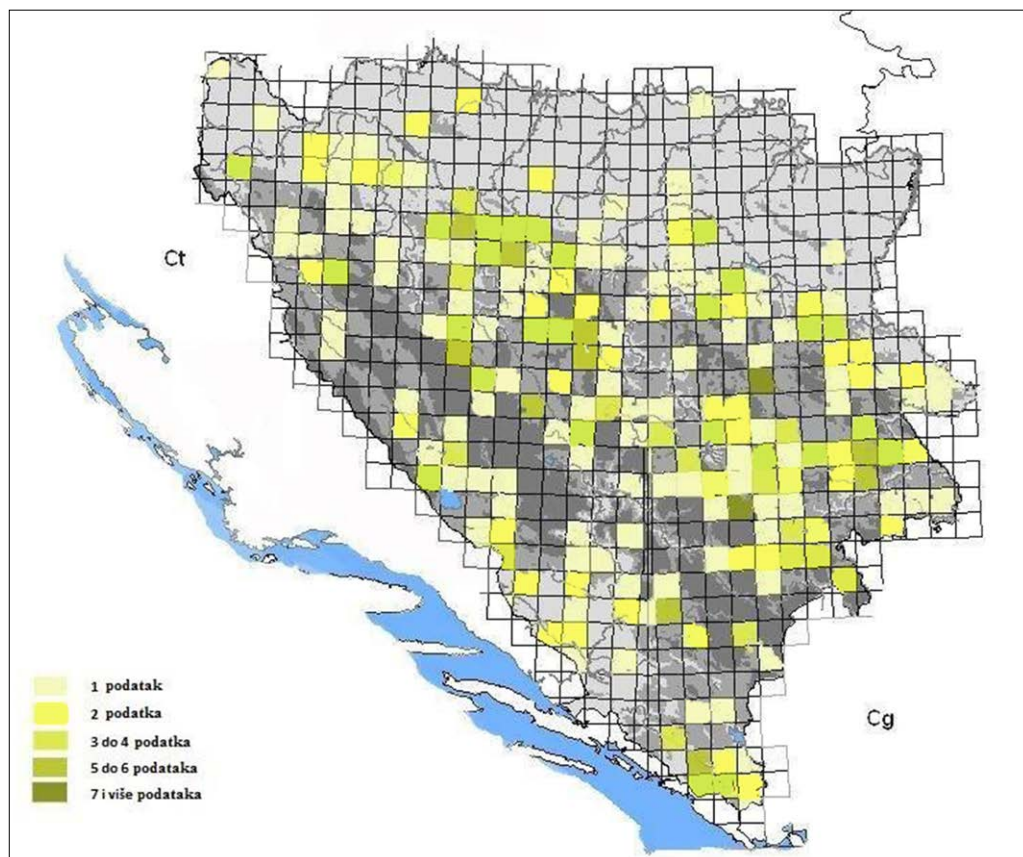 Ct
Cg
1 podatak
2 podatka
3 do 4 podatka
5 do 6 podataka
7 i više podataka